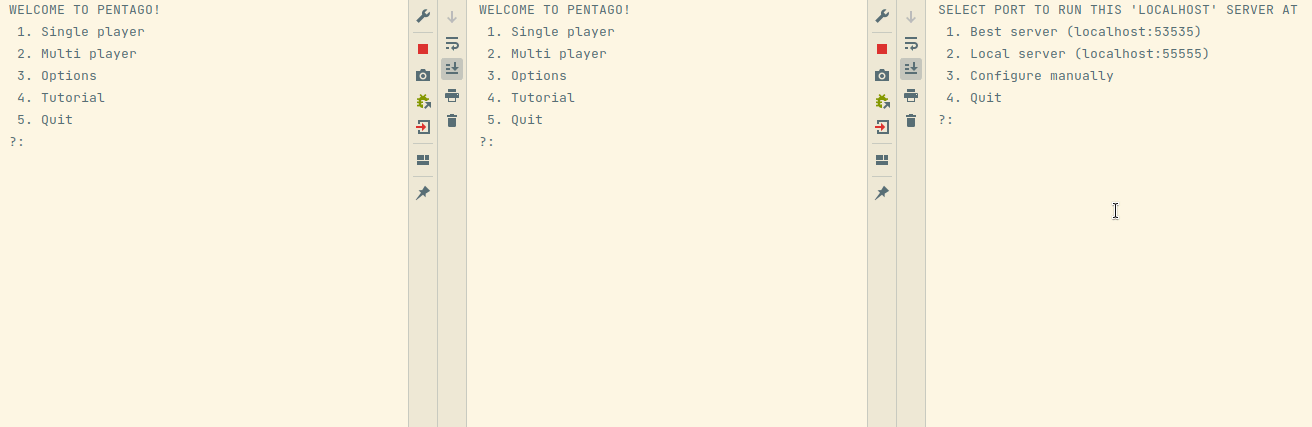 WELCOME TO PENTAGO!
1. Single player
2. Multi player
3. Options
4. Tutorial
5. Quit
?:
WELCOME TO PENTAGO!
1. Single player
2. Multi player
3. Options
4. Tutorial
5. Quit
?:
SELECT PORT TO RUN THIS 'LOCALHOST' SERVER AT
1. Best server (localhost:53535)
2. Local server (localhost:55555)
3. Configure manually
4. Quit
?: